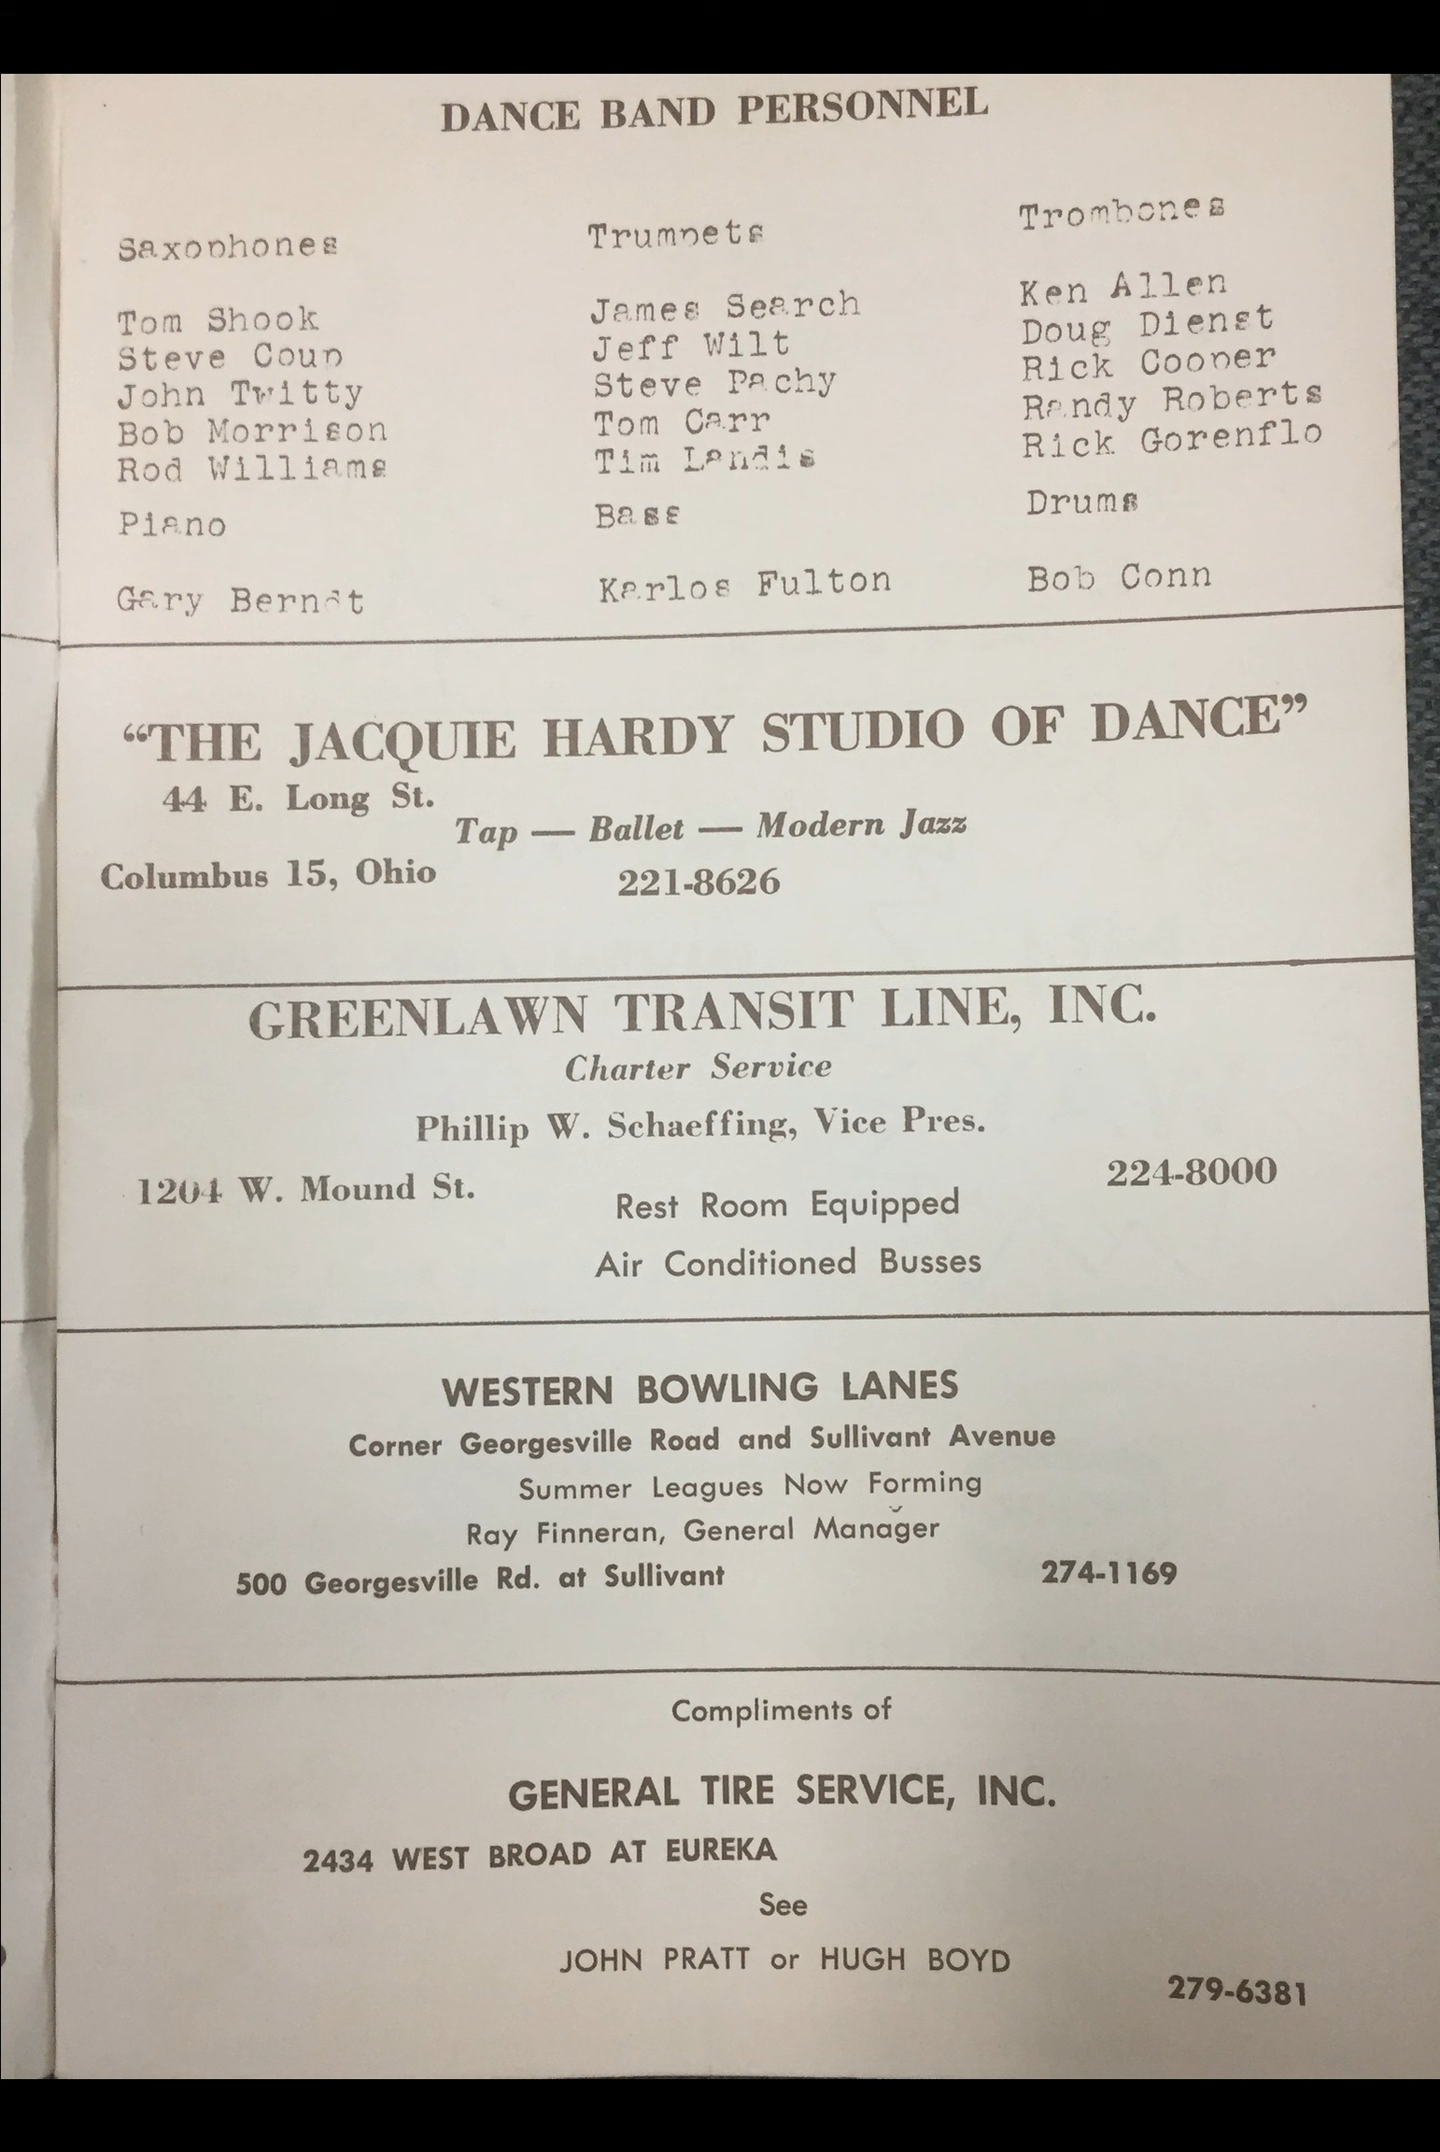 DANCE BAND PERSONNEL
Saxophones Trumpets Trombones
Tom Shook James Search Ken Allen
Steve Coup Jeff Wilt Doug Dienst
John Twitty Steve Pachy Rick Cooper
Bob Morrison Tom Carr Randy Roberts
Rod Williams Tim Landis Rick Gorenflo
Piano Bass Drums
Gary Berndt Karlos Fulton Bob Conn
“THE JACQUIE HARDY STUDIO OF DANCE”
44 E. Long St.
Tap — Ballet — Modern Jazz
Columbus 15, Ohio 221-8626
GREENLAWN TRANSIT LINE, INC.
Charter Service
Phillip W. Schaeffing, Vice Pres.
1204 W. Mound St. 224-8000
Rest Room Equipped
Air Conditioned Busses
WESTERN BOWLING LANES
Corner Georgesville Road and Sullivant Avenue
Summer Leagues Now Forming
Ray Finneran, General Manager
500 Georgesville Rd. at Sullivant 274-1169
Compliments of
GENERAL TIRE SERVICE, INC.
2434 WEST BROAD AT EUREKA
See
JOHN PRATT or HUGH BOYD
279-6381